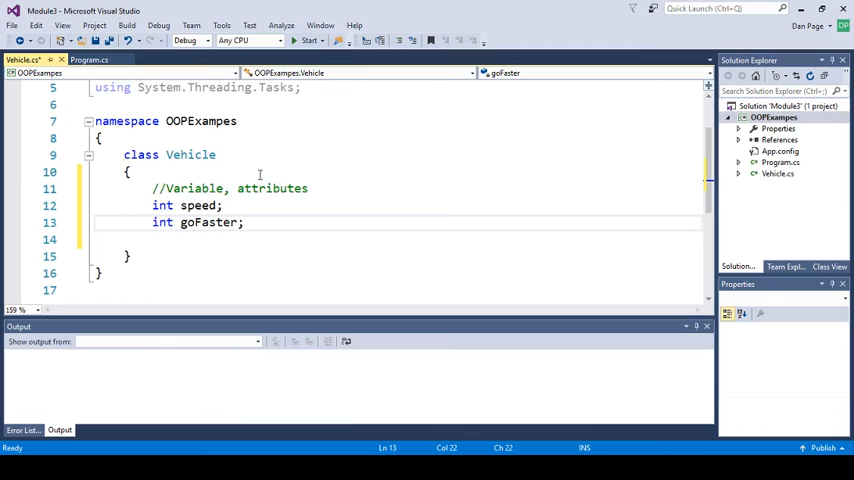 Module3 - Microsoft Visual Studio
Quick Launch (Ctrl+Q)
File Edit View Project Build Debug Team Tools Test Analyze Window Help
Dan Page DP
Debug Any CPU Start
Vehicle.cs* Program.cs
OOPExampes OOPExampes.Vehicle goFaster
5 using System.Threading.Tasks;
6
7 namespace OOPExampes
8 {
9 class Vehicle
10 {
11 //Variable, attributes
12 int speed;
13 int goFaster;
14
15 }
16 }
17
159 %
Output
Show output from:
Error List... Output
Solution Explorer
Search Solution Explorer (Ctrl+;)
Solution 'Module3' (1 project)
OOPExampes
Properties
References
App.config
Program.cs
Vehicle.cs
Solution... Team Expl... Class View
Properties
Ready Ln 13 Col 22 Ch 22 INS Publish